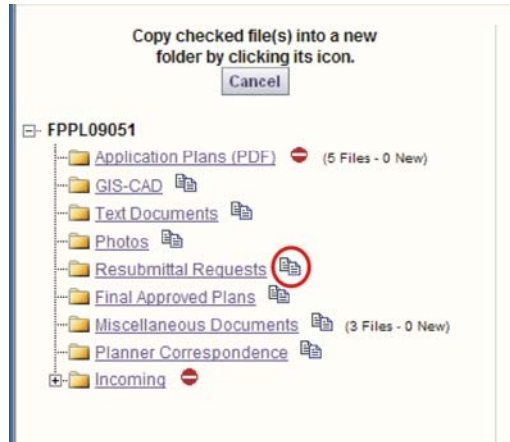 Copy checked file(s) into a new
folder by clicking its icon.
Cancel
FPPL09051
Application Plans (PDF) (5 Files - 0 New)
GIS-CAD
Text Documents
Photos
Resubmittal Requests
Final Approved Plans
Miscellaneous Documents (3 Files - 0 New)
Planner Correspondence
Incoming